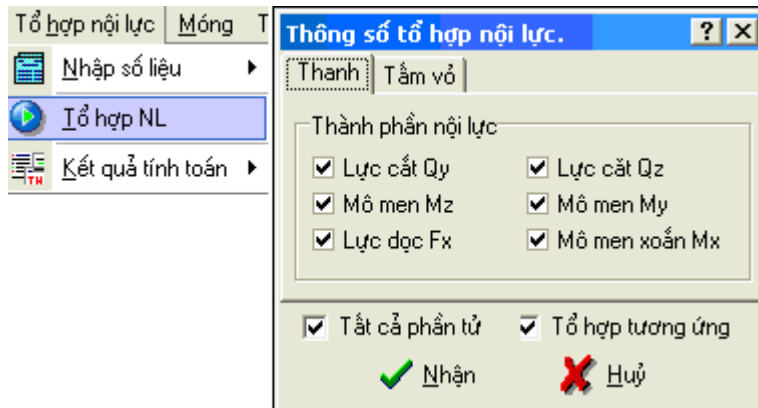 Tổ hợp nội lực Móng T
Nhập số liệu
Tổ hợp NL
Kết quả tính toán
Thông số tổ hợp nội lực.
Thanh Tấm vỏ
Thành phần nội lực
Lực cắt Qy Lực căt Qz
Mô men Mz Mô men My
Lực dọc Fx Mô men xoắn Mx
Tất cả phần tử Tổ hợp tương ứng
Nhận Huỷ